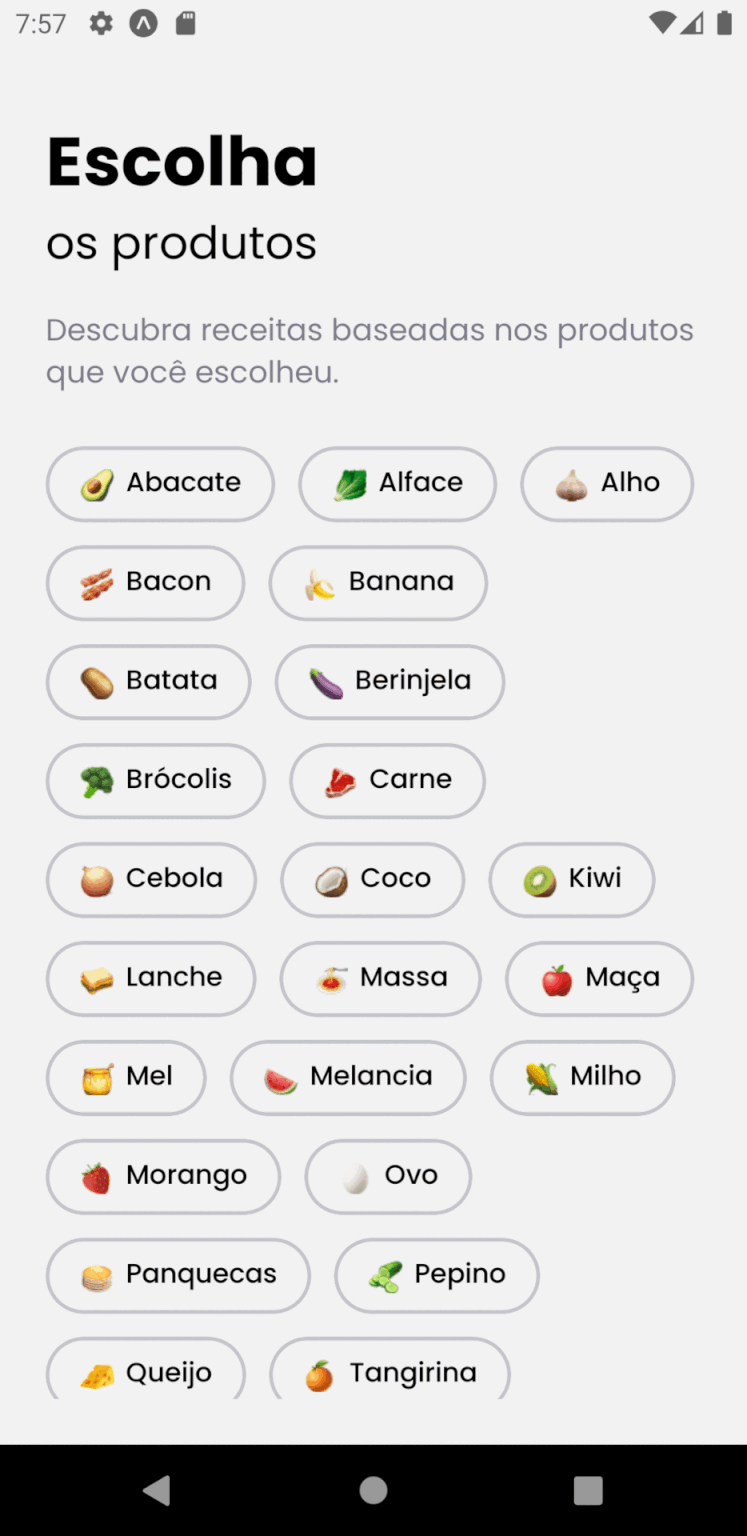 7:57
Escolha
os produtos
Descubra receitas baseadas nos produtos
que você escolheu.
Abacate Alface Alho
Bacon Banana
Batata Berinjela
Brócolis Carne
Cebola Coco Kiwi
Lanche Massa Maça
Mel Melancia Milho
Morango Ovo
Panquecas Pepino
Queijo Tangirina